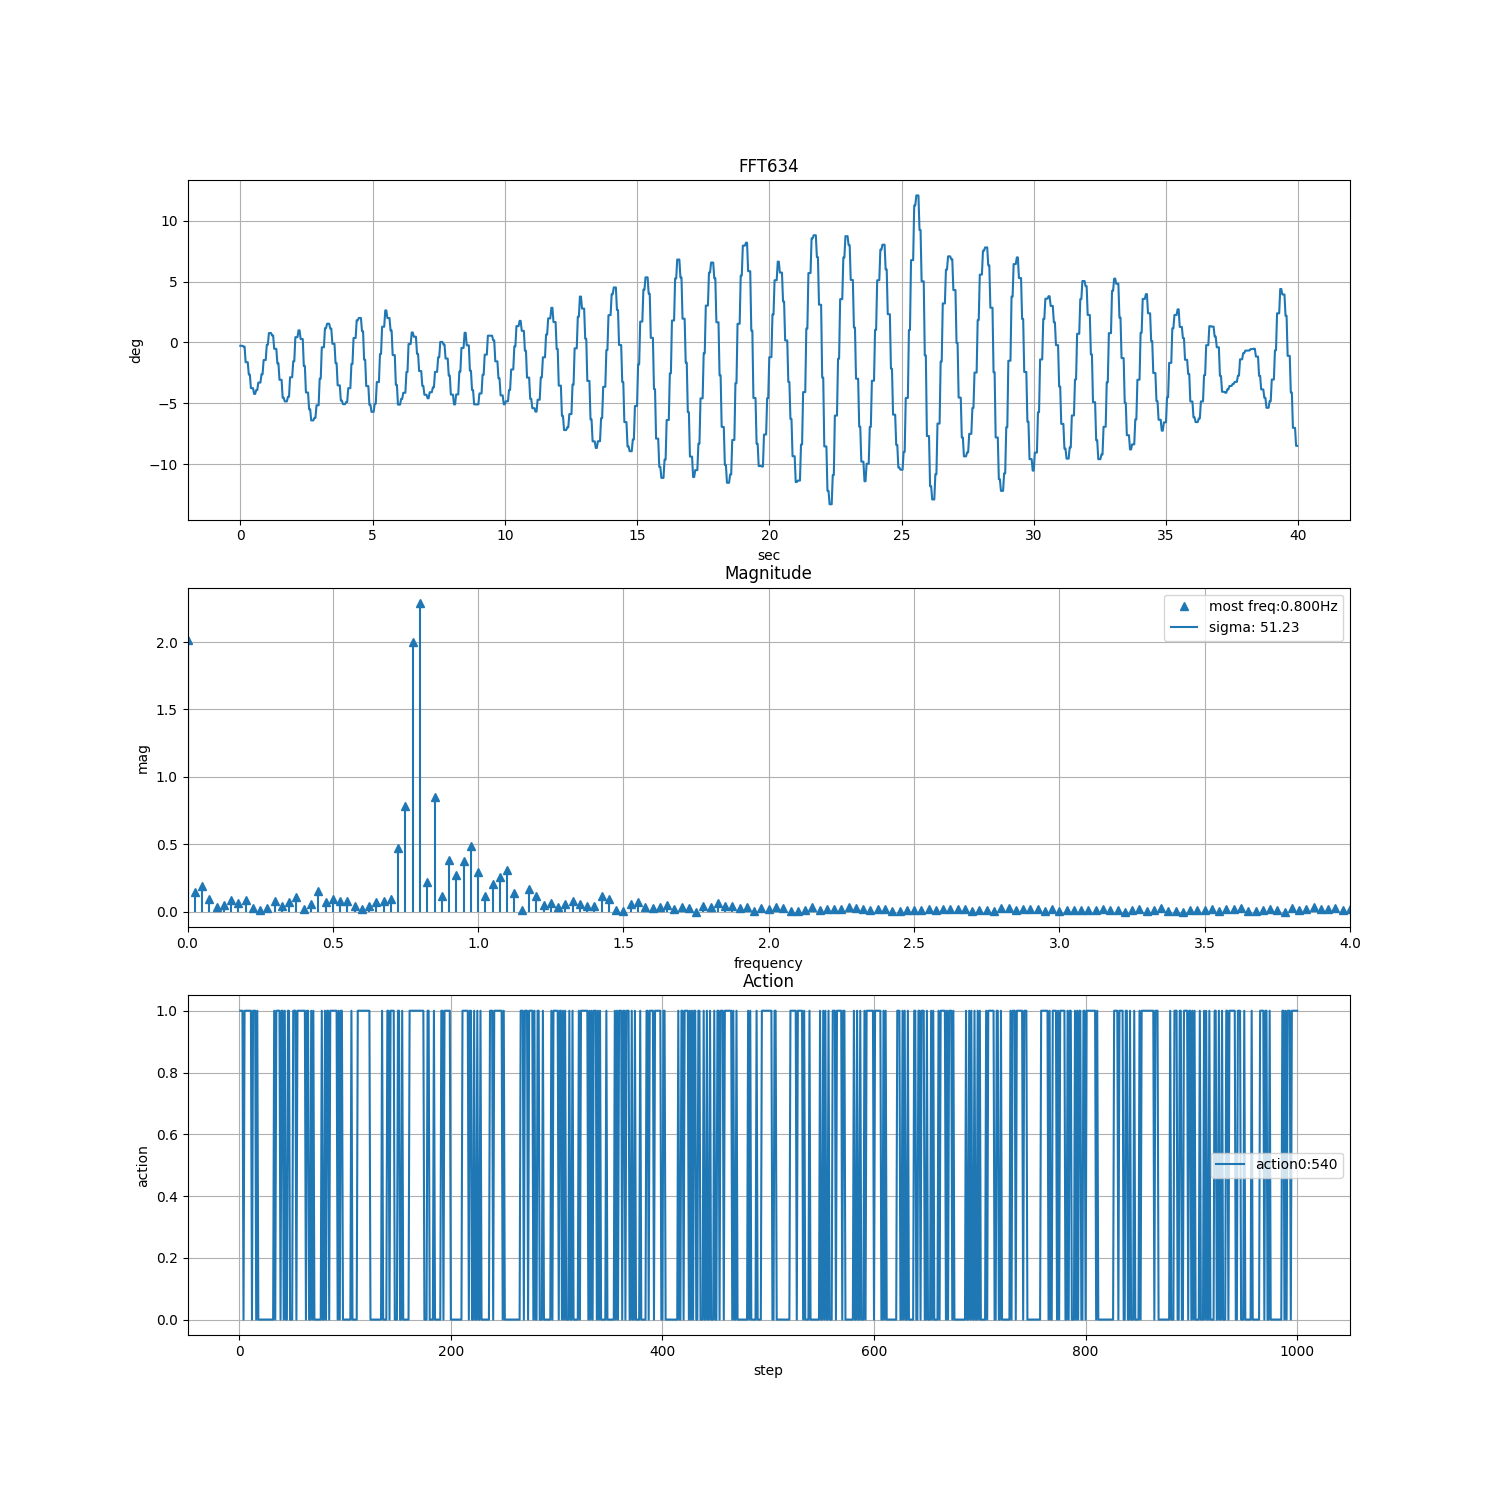 FFT634
10
5
0
−5
−10
deg
0 5 10 15 20 25 30 35 40
sec
Magnitude
most freq:0.800Hz
sigma: 51.23
2.0
1.5
1.0
0.5
0.0
mag
0.0 0.5 1.0 1.5 2.0 2.5 3.0 3.5 4.0
frequency
Action
1.0
0.8
0.6
0.4
0.2
0.0
action
action0:540
0 200 400 600 800 1000
step